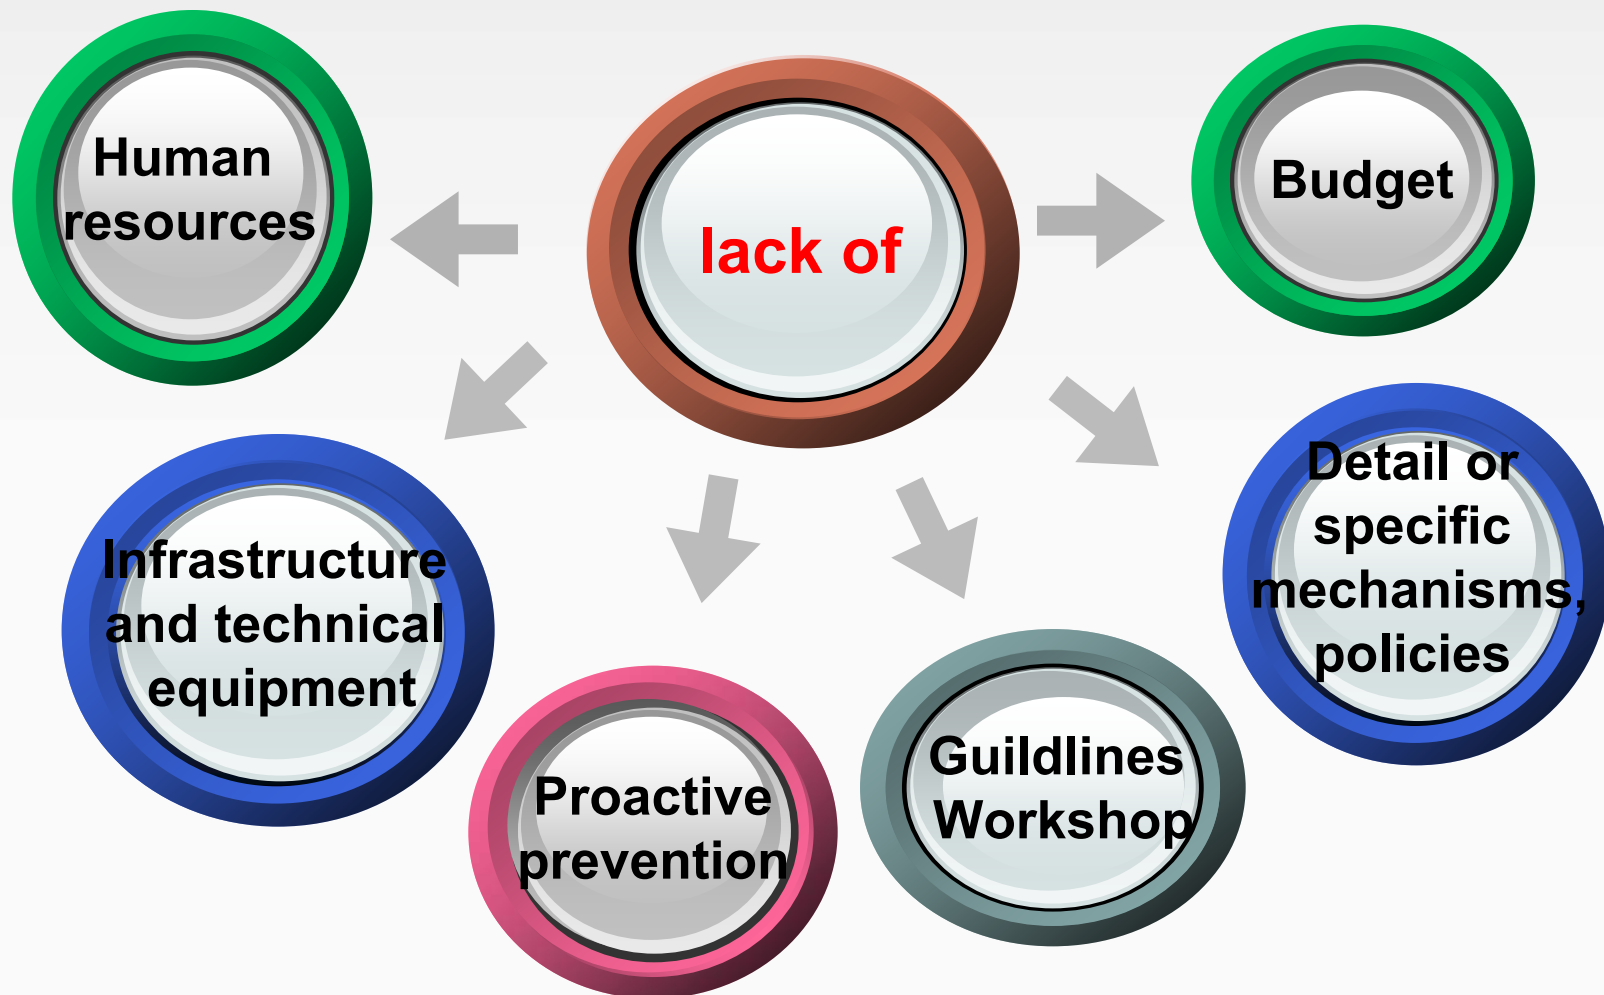 Human
resources
lack of
Budget
Infrastructure
and technical
equipment
Proactive
prevention
Guildlines
Workshop
Detail or
specific
mechanisms,
policies